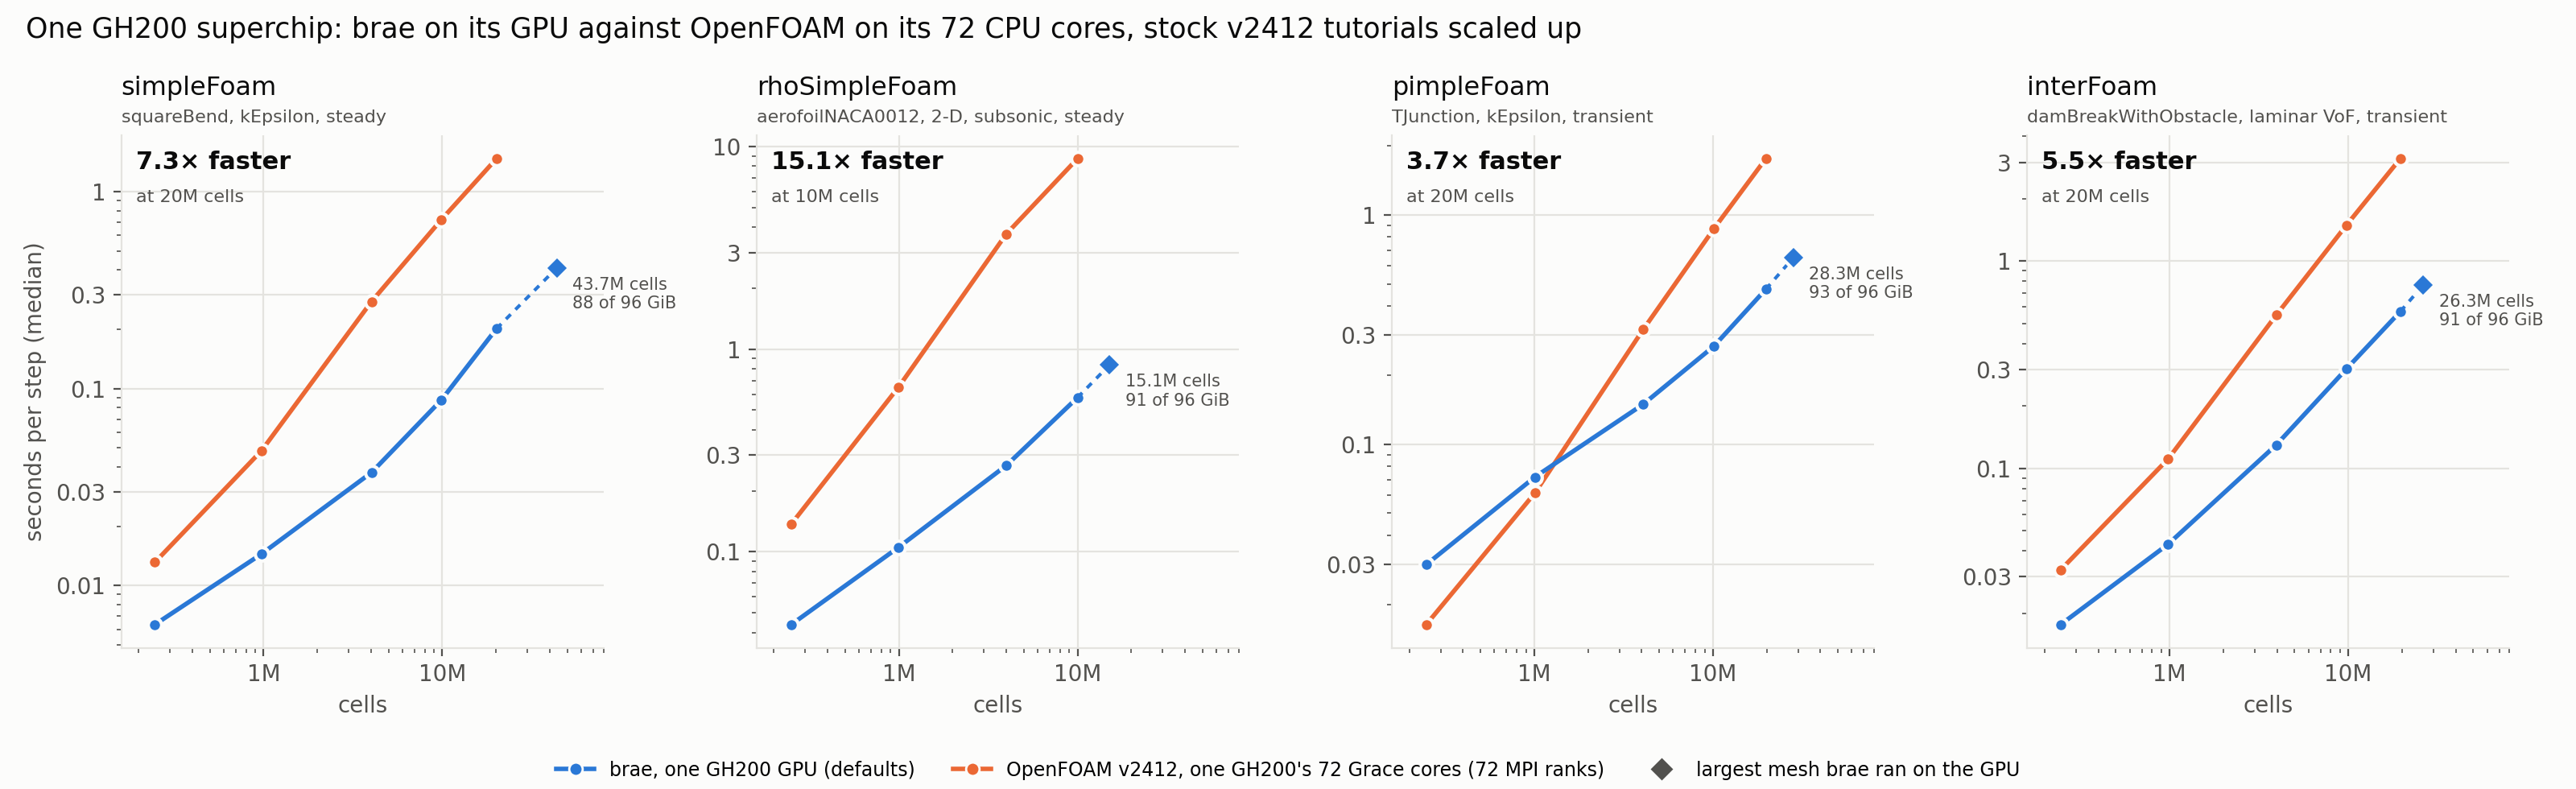 One GH200 superchip: brae on its GPU against OpenFOAM on its 72 CPU cores, stock v2412 tutorials scaled up
simpleFoam
squareBend, kEpsilon, steady
7.3× faster
at 20M cells
1
0.3
0.1
0.03
0.01
seconds per step (median)
43.7M cells
88 of 96 GiB
1M
10M
cells
rhoSimpleFoam
aerofoilNACA0012, 2-D, subsonic, steady
15.1× faster
at 10M cells
10
3
1
0.3
0.1
15.1M cells
91 of 96 GiB
1M
10M
cells
pimpleFoam
TJunction, kEpsilon, transient
3.7× faster
at 20M cells
1
0.3
0.1
0.03
28.3M cells
93 of 96 GiB
1M
10M
cells
interFoam
damBreakWithObstacle, laminar VoF, transient
5.5× faster
at 20M cells
3
1
0.3
0.1
0.03
26.3M cells
91 of 96 GiB
1M
10M
cells
brae, one GH200 GPU (defaults)
OpenFOAM v2412, one GH200's 72 Grace cores (72 MPI ranks)
largest mesh brae ran on the GPU